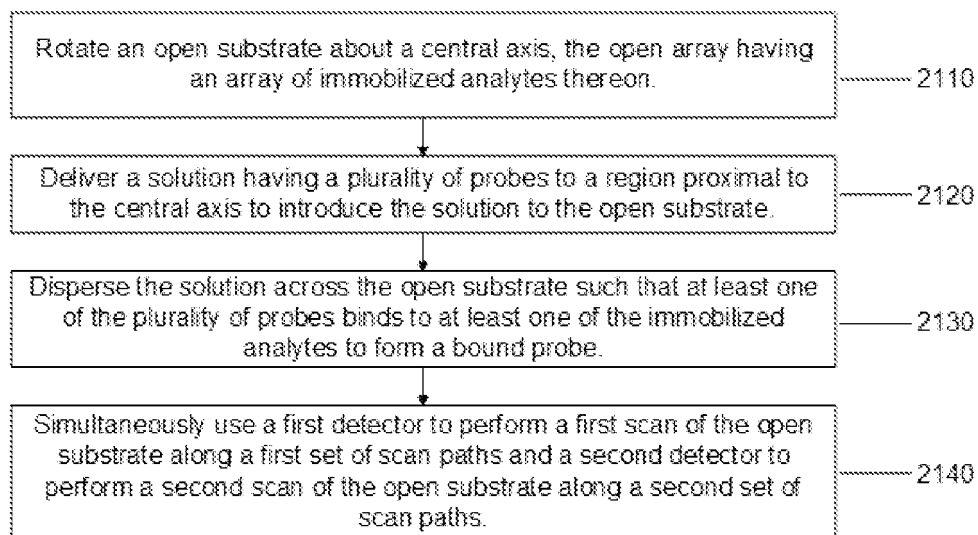 Rotate an open substrate about a central axis, the open array having
an array of immobilized analytes thereon.
2110
Deliver a solution having a plurality of probes to a region proximal to
the central axis to introduce the solution to the open substrate.
2120
Disperse the solution across the open substrate such that at least one
of the plurality of probes binds to at least one of the immobilized
analytes to form a bound probe.
2130
Simultaneously use a first detector to perform a first scan of the open
substrate along a first set of scan paths and a second detector to
perform a second scan of the open substrate along a second set of
scan paths.
2140